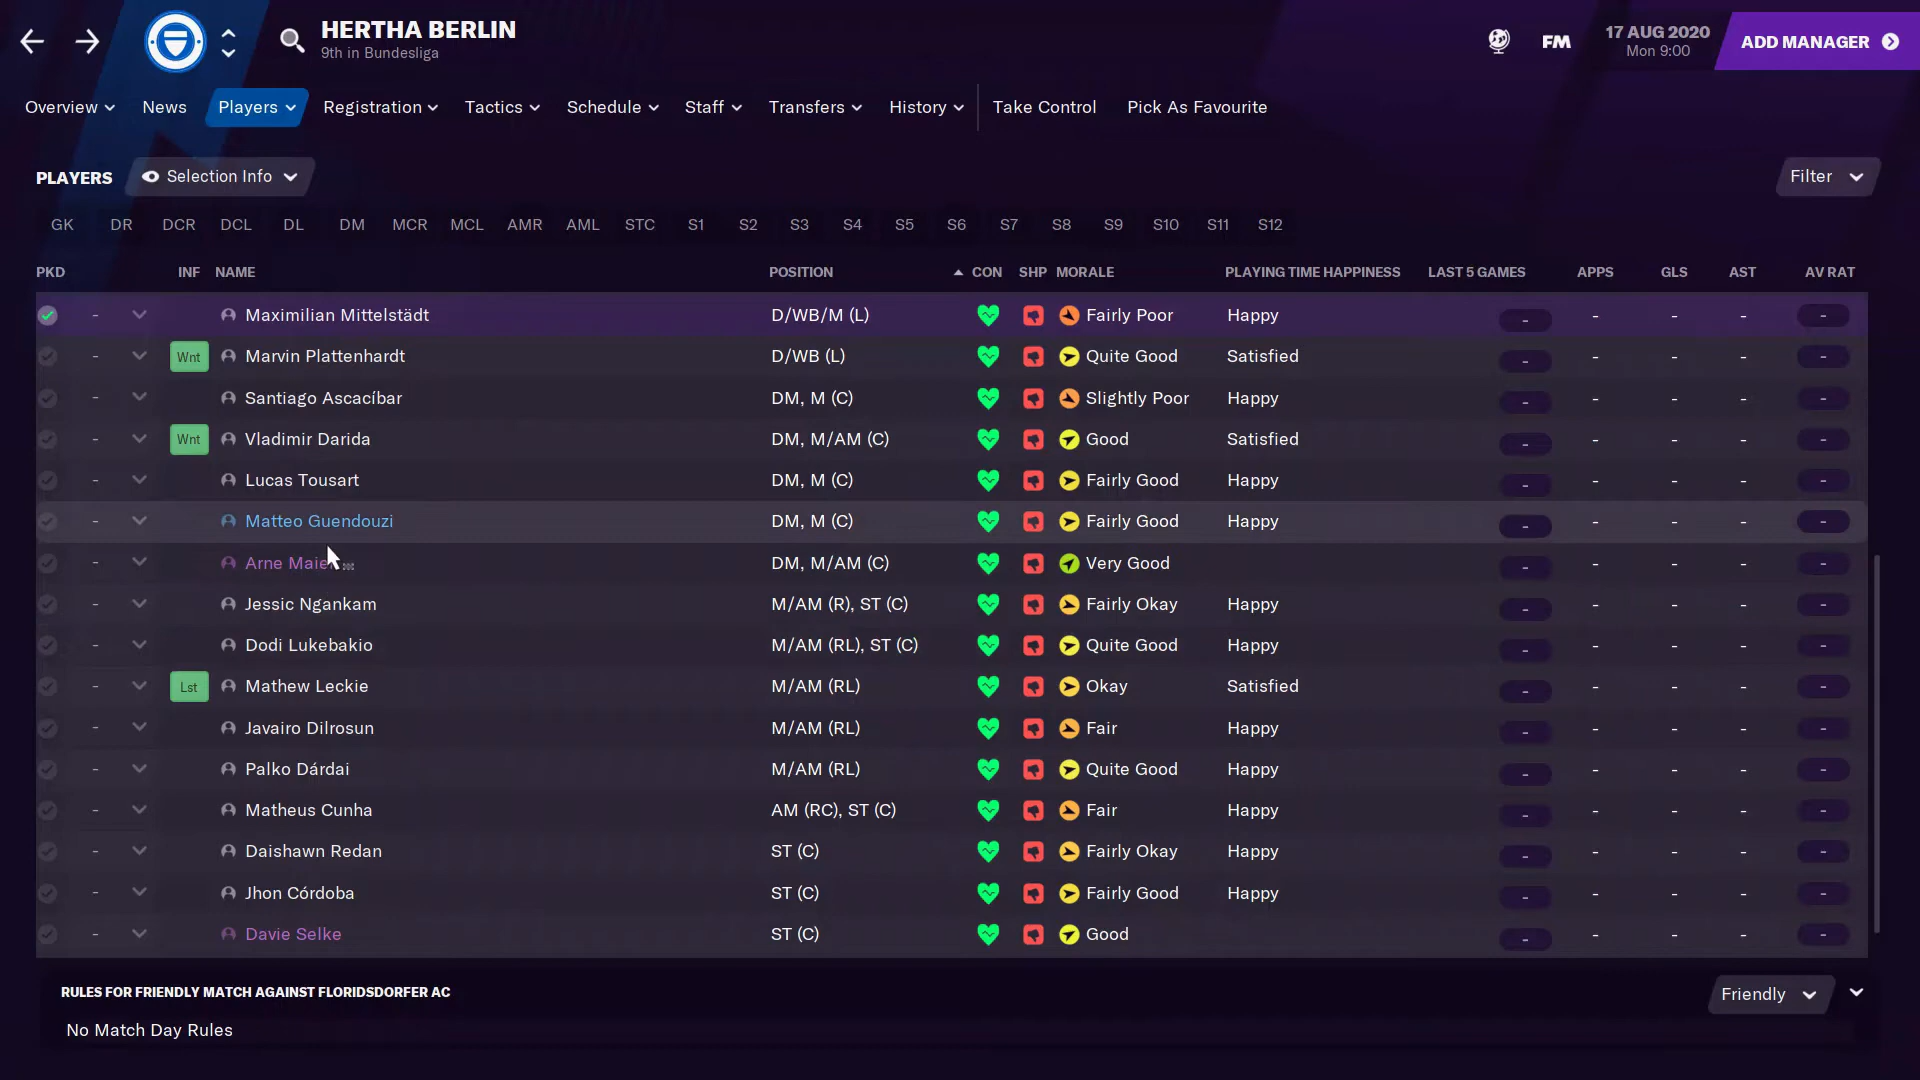 HERTHA BERLIN
9th in Bundesliga
FM
17 AUG 2020
Mon 9:00
ADD MANAGER
Overview News Players Registration Tactics Schedule Staff Transfers History Take Control Pick As Favourite
PLAYERS Selection Info Filter
GK DR DCR DCL DL DM MCR MCL AMR AML STC S1 S2 S3 S4 S5 S6 S7 S8 S9 S10 S11 S12
PKD INF NAME POSITION CON SHP MORALE PLAYING TIME HAPPINESS LAST 5 GAMES APPS GLS AST AV RAT
- Maximilian Mittelstädt D/WB/M (L) Fairly Poor Happy - - - - -
- Wnt Marvin Plattenhardt D/WB (L) Quite Good Satisfied - - - - -
- Santiago Ascacíbar DM, M (C) Slightly Poor Happy - - - - -
- Wnt Vladimir Darida DM, M/AM (C) Good Satisfied - - - - -
- Lucas Tousart DM, M (C) Fairly Good Happy - - - - -
- Matteo Guendouzi DM, M (C) Fairly Good Happy - - - - -
- Arne Maier DM, M/AM (C) Very Good - - - - -
- Jessic Ngankam M/AM (R), ST (C) Fairly Okay Happy - - - - -
- Dodi Lukebakio M/AM (RL), ST (C) Quite Good Happy - - - - -
- Lst Mathew Leckie M/AM (RL) Okay Satisfied - - - - -
- Javairo Dilrosun M/AM (RL) Fair Happy - - - - -
- Palko Dárdai M/AM (RL) Quite Good Happy - - - - -
- Matheus Cunha AM (RC), ST (C) Fair Happy - - - - -
- Daishawn Redan ST (C) Fairly Okay Happy - - - - -
- Jhon Córdoba ST (C) Fairly Good Happy - - - - -
- Davie Selke ST (C) Good - - - - -
RULES FOR FRIENDLY MATCH AGAINST FLORIDSDORFER AC Friendly
No Match Day Rules